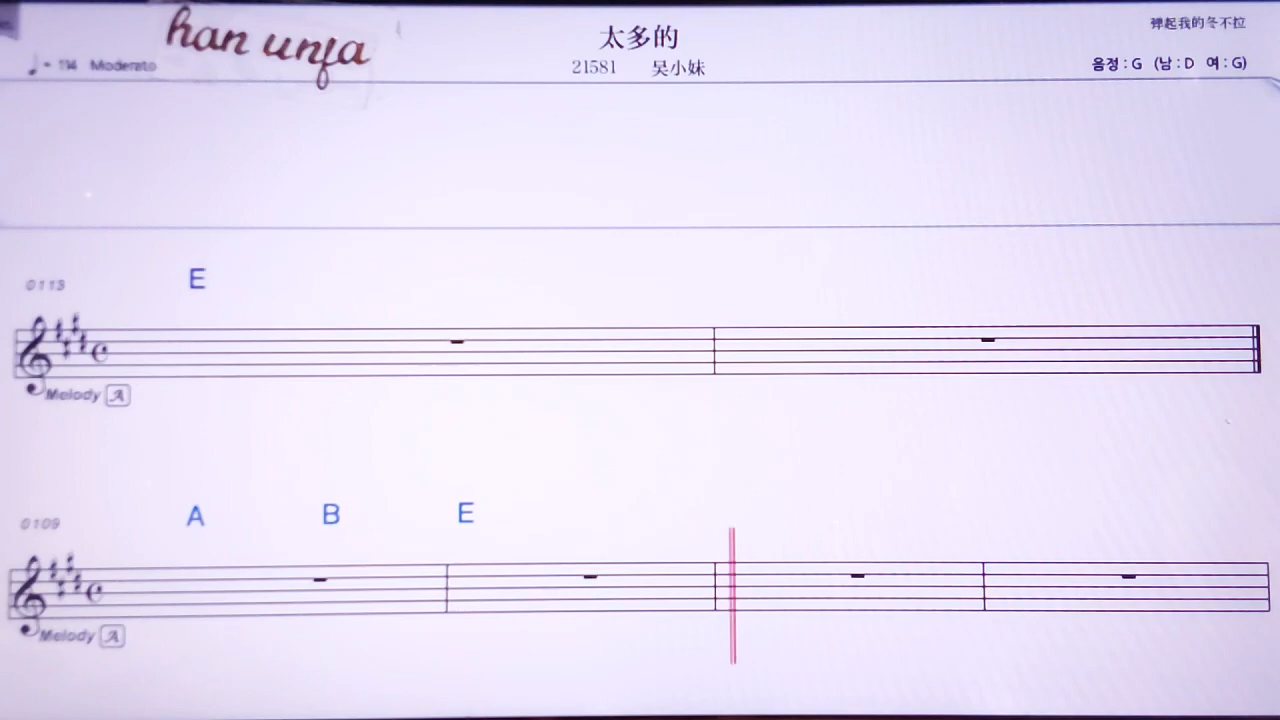 han unfa
太多的
弹起我的冬不拉
♩ = 114 Moderato
21581 吴小妹
음정 : G (남 : D 여 : G)
0113
E
Melody A
0109
A B E
Melody A